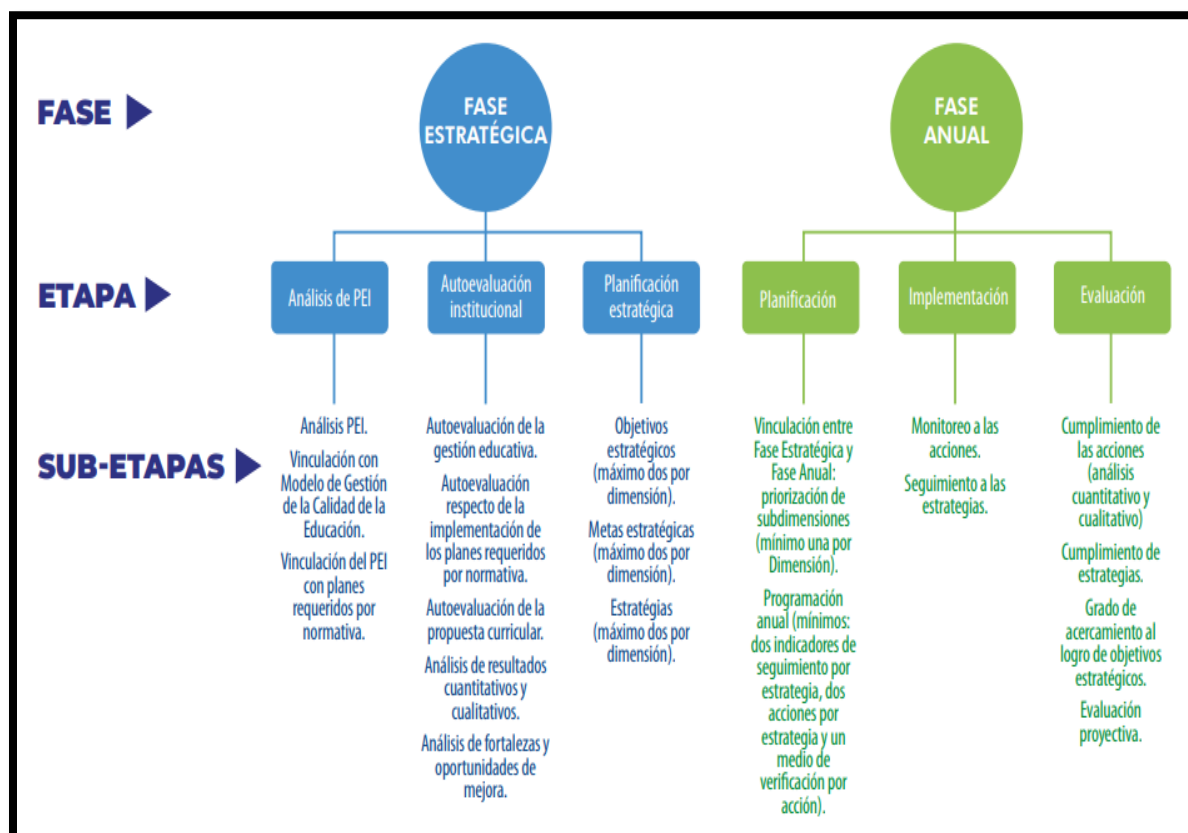 FASE
FASE
ESTRATÉGICA
FASE
ANUAL
ETAPA
Análisis de PEI
Autoevaluación
institucional
Planificación
estratégica
Planificación
Implementación
Evaluación
SUB-ETAPAS
Análisis PEI.
Vinculación con
Modelo de Gestión
de la Calidad de la
Educación.
Vinculación del PEI
con planes
requeridos por
normativa.
Autoevaluación de la
gestión educativa.
Autoevaluación
respecto de la
implementación de
los planes requeridos
por normativa.
Autoevaluación de la
propuesta curricular.
Análisis de resultados
cuantitativos y
cualitativos.
Análisis de fortalezas y
oportunidades de
mejora.
Objetivos
estratégicos
(máximo dos por
dimensión).
Metas estratégicas
(máximo dos por
dimensión).
Estratégias
(máximo dos por
dimensión).
Vinculación entre
Fase Estratégica y
Fase Anual:
priorización de
subdimensiones
(mínimo una por
Dimensión).
Programación
anual (mínimos:
dos indicadores de
seguimiento por
estrategia, dos
acciones por
estrategia y un
medio de
verificación por
acción).
Monitoreo a las
acciones.
Seguimiento a las
estrategias.
Cumplimiento de
las acciones
(análisis
cuantitativo y
cualitativo)
Cumplimiento de
estrategias.
Grado de
acercamiento al
logro de objetivos
estratégicos.
Evaluación
proyectiva.